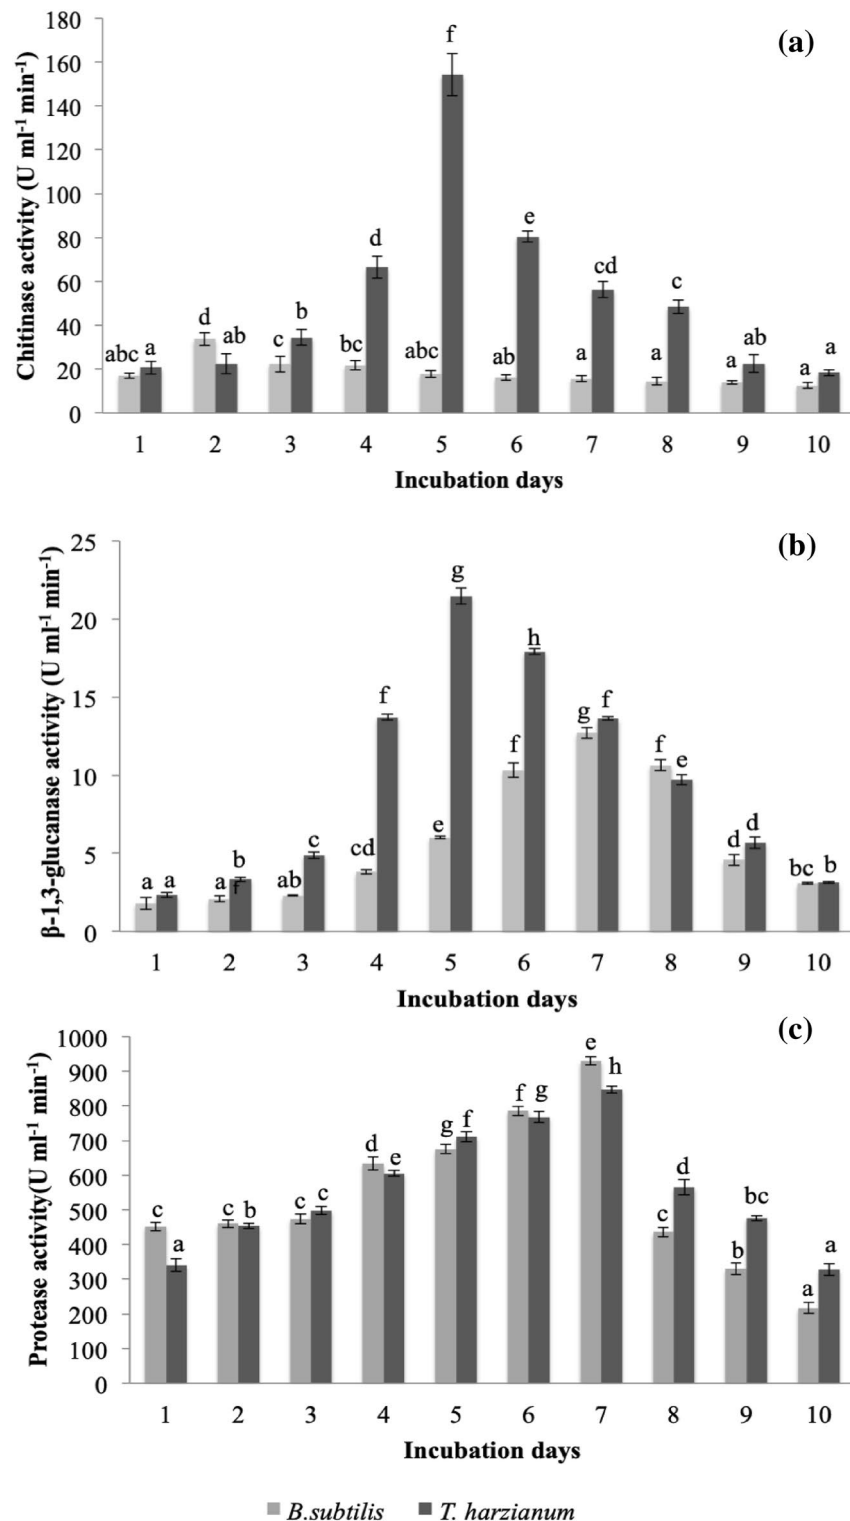 (a)
Chitinase activity (U ml-1 min-1)
180
160
140
120
100
80
60
40
20
0
abc a d ab c b bc d abc f ab e a cd a c a ab a a
1 2 3 4 5 6 7 8 9 10
Incubation days
(b)
β-1,3-glucanase activity (U ml-1 min-1)
25
20
15
10
5
0
a a a b f ab c cd f e g f h g f f e d d bc b
1 2 3 4 5 6 7 8 9 10
Incubation days
(c)
Protease activity(U ml-1 min-1)
1000
900
800
700
600
500
400
300
200
100
0
c a c b c c d e g f f g e h c d b bc a a
1 2 3 4 5 6 7 8 9 10
Incubation days
B.subtilis T. harzianum